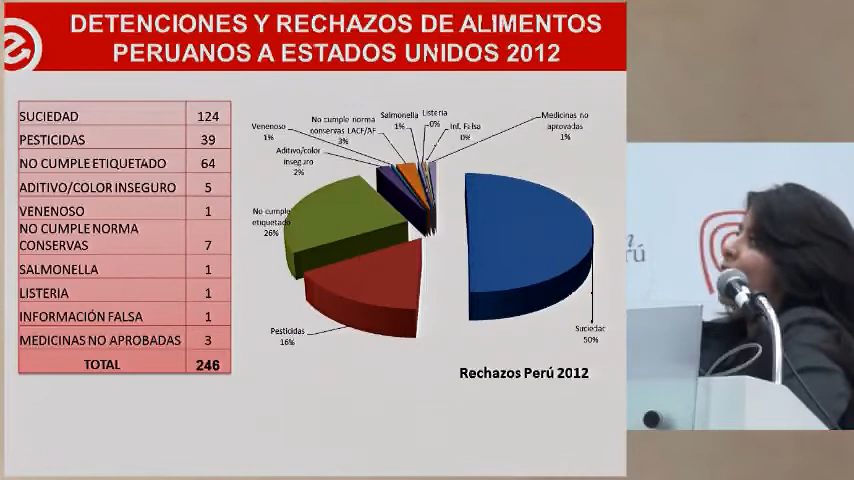 DETENCIONES Y RECHAZOS DE ALIMENTOS
PERUANOS A ESTADOS UNIDOS 2012
SUCIEDAD 124
PESTICIDAS 39
NO CUMPLE ETIQUETADO 64
ADITIVO/COLOR INSEGURO 5
VENENOSO 1
NO CUMPLE NORMA
CONSERVAS 7
SALMONELLA 1
LISTERIA 1
INFORMACIÓN FALSA 1
MEDICINAS NO APROBADAS 3
TOTAL 246
Venenoso
1%
Aditivo/color
inseguro
2%
No cumple norma
conservas LACF/AF
3%
Salmonella
1%
Listeria
0%
Inf. Falsa
0%
Medicinas no
aprovadas
1%
No cumple
etiquetado
26%
Pesticidas
16%
Suciedad
50%
Rechazos Perú 2012